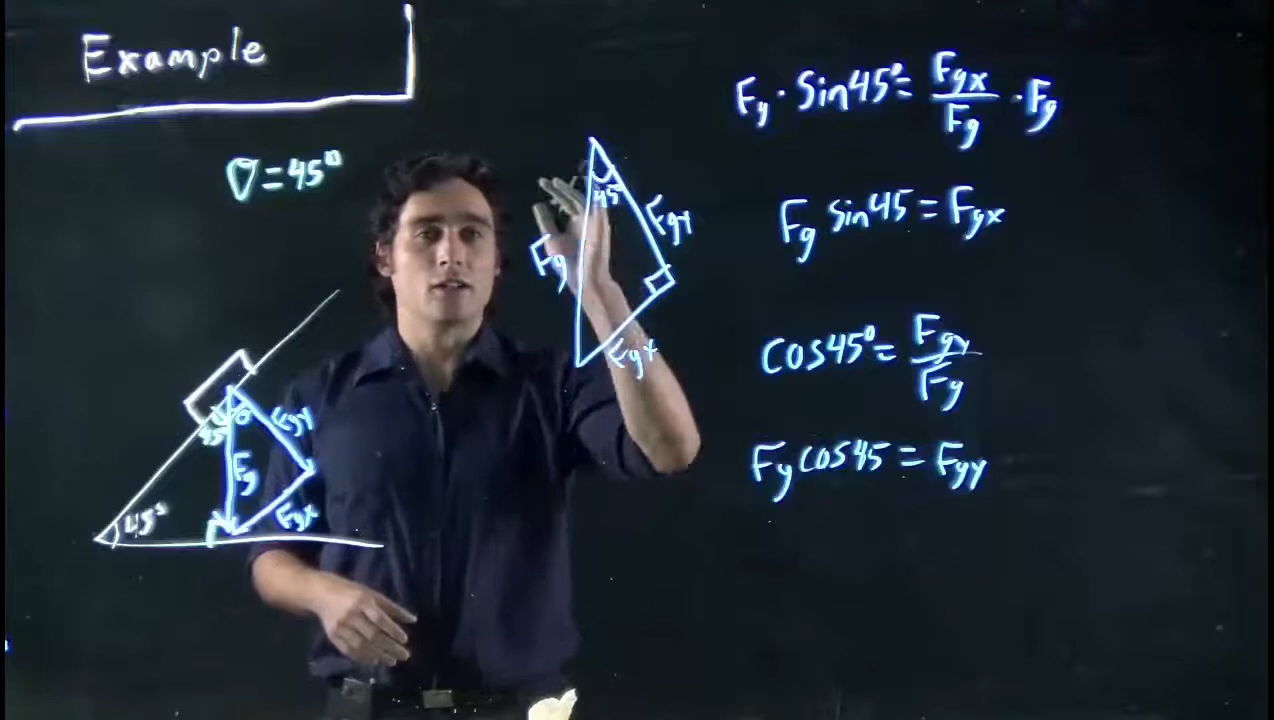 Example
θ=45°
Fg · Sin45°= Fgx/Fg · Fg
Fg sin45 = Fgx
COS45°= Fgy/Fg
Fg cos45 = Fgy
45°
Fg
Fgy
Fgx
45°
45°
θ
Fg
Fgy
Fgx